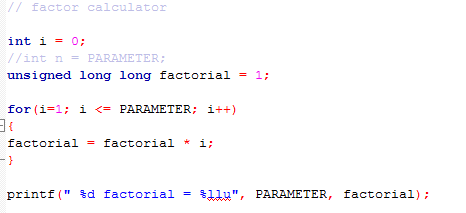 // factor calculator
int i = 0;
//int n = PARAMETER;
unsigned long long factorial = 1;
for(i=1; i <= PARAMETER; i++)
{
factorial = factorial * i;
}
printf(" %d factorial = %llu", PARAMETER, factorial);